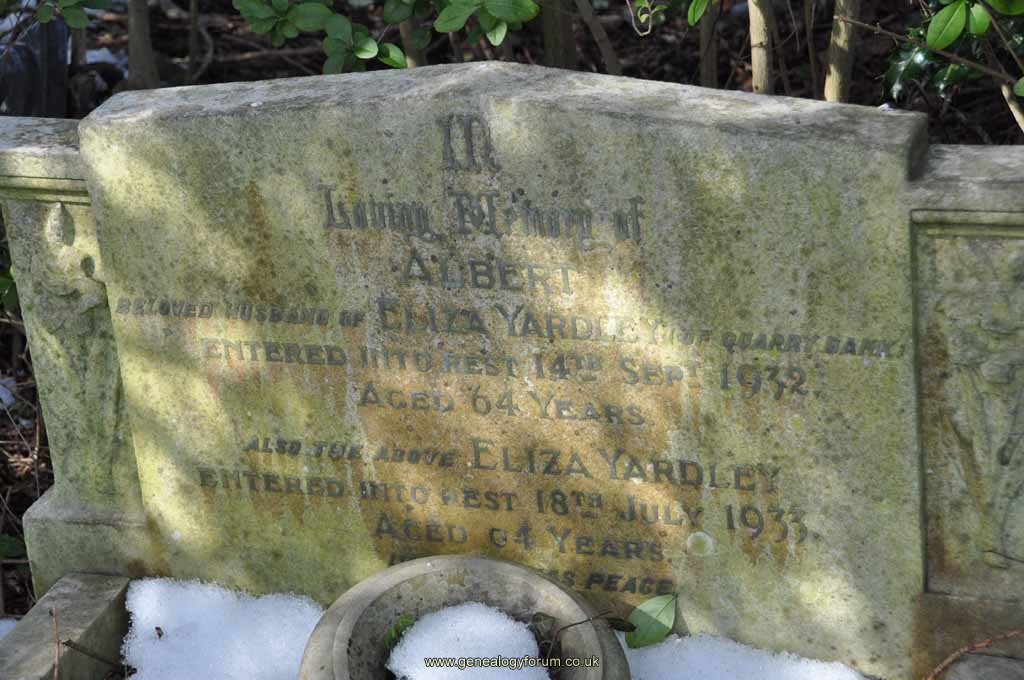 In
Loving Memory of
ALBERT
BELOVED HUSBAND OF ELIZA YARDLEY (OF QUARRY BANK)
ENTERED INTO REST 14TH SEPT 1932.
AGED 64 YEARS.
ALSO THE ABOVE ELIZA YARDLEY
ENTERED INTO REST 18TH JULY 1933.
AGED 64 YEARS.
PEACE
www.genealogyforum.co.uk